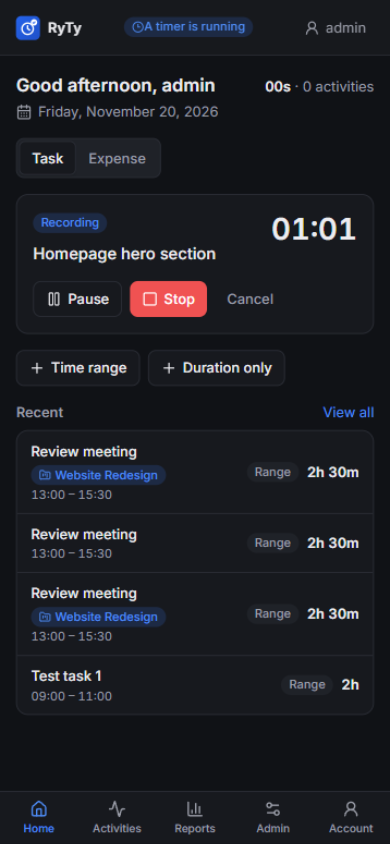 RyTy
A timer is running
admin
Good afternoon, admin
00s · 0 activities
Friday, November 20, 2026
Task
Expense
Recording
01:01
Homepage hero section
Pause
Stop
Cancel
+ Time range
+ Duration only
Recent
View all
Review meeting
Website Redesign
13:00 – 15:30
Range
2h 30m
Review meeting
13:00 – 15:30
Range
2h 30m
Review meeting
Website Redesign
13:00 – 15:30
Range
2h 30m
Test task 1
09:00 – 11:00
Range
2h
Home
Activities
Reports
Admin
Account